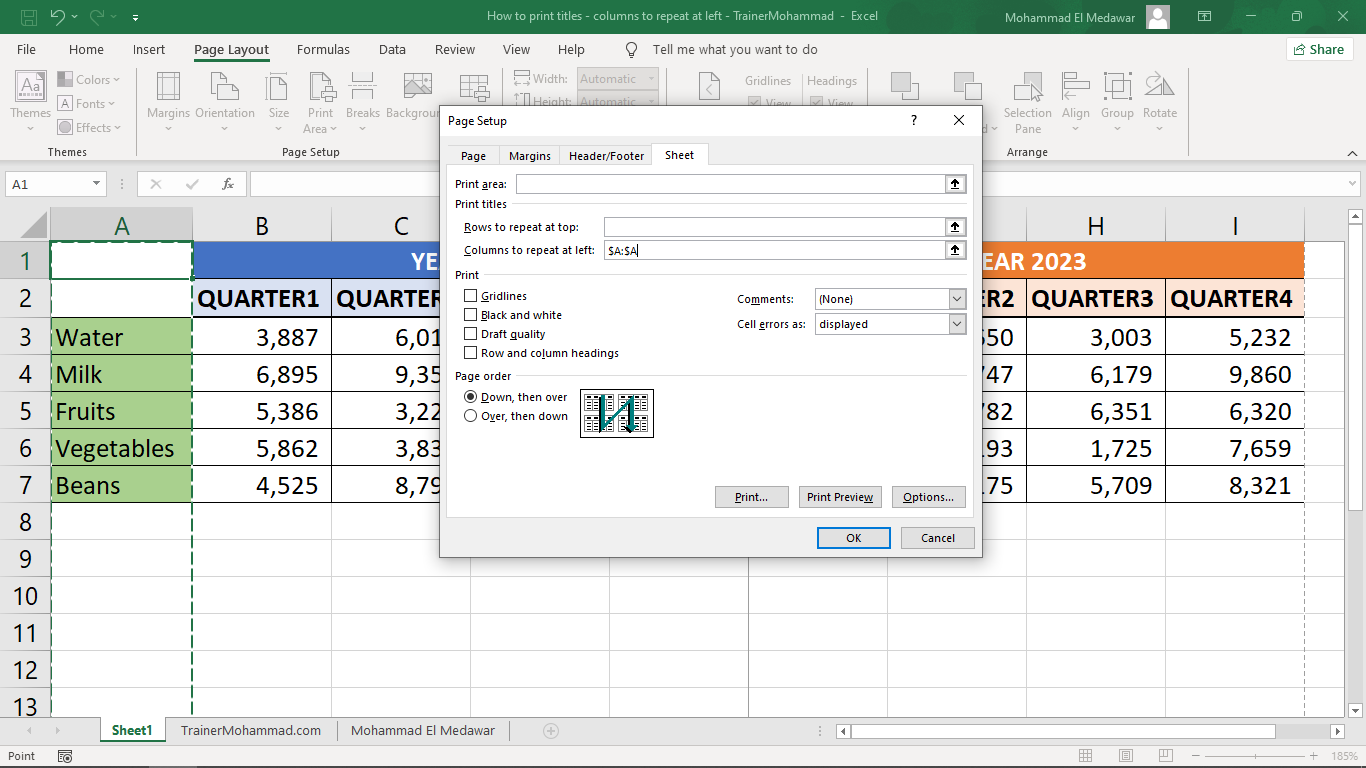 How to print titles - columns to repeat at left - TrainerMohammad - Excel
Mohammad El Medawar
File Home Insert Page Layout Formulas Data Review View Help Tell me what you want to do
Share
Aa
Themes
Colors
Fonts
Effects
Themes
Margins
Orientation
Size
Print
Area
Breaks
Background
Page Setup
Width: Automatic
Height: Automatic
Gridlines
View
Headings
View
Selection
Pane
Align
Group
Rotate
Arrange
A1
fx
Page Setup
?
Page Margins Header/Footer Sheet
Print area:
Print titles
Rows to repeat at top:
Columns to repeat at left: $A:$A
Print
Gridlines
Black and white
Draft quality
Row and column headings
Comments: (None)
Cell errors as: displayed
Page order
Down, then over
Over, then down
Print... Print Preview Options...
OK Cancel
A B C H I
1 YE EAR 2023
2 QUARTER1 QUARTER R2 QUARTER3 QUARTER4
3 Water 3,887 6,01 550 3,003 5,232
4 Milk 6,895 9,35 747 6,179 9,860
5 Fruits 5,386 3,22 782 6,351 6,320
6 Vegetables 5,862 3,83 193 1,725 7,659
7 Beans 4,525 8,79 175 5,709 8,321
8
9
10
11
12
13
Sheet1 TrainerMohammad.com Mohammad El Medawar
Point
185%